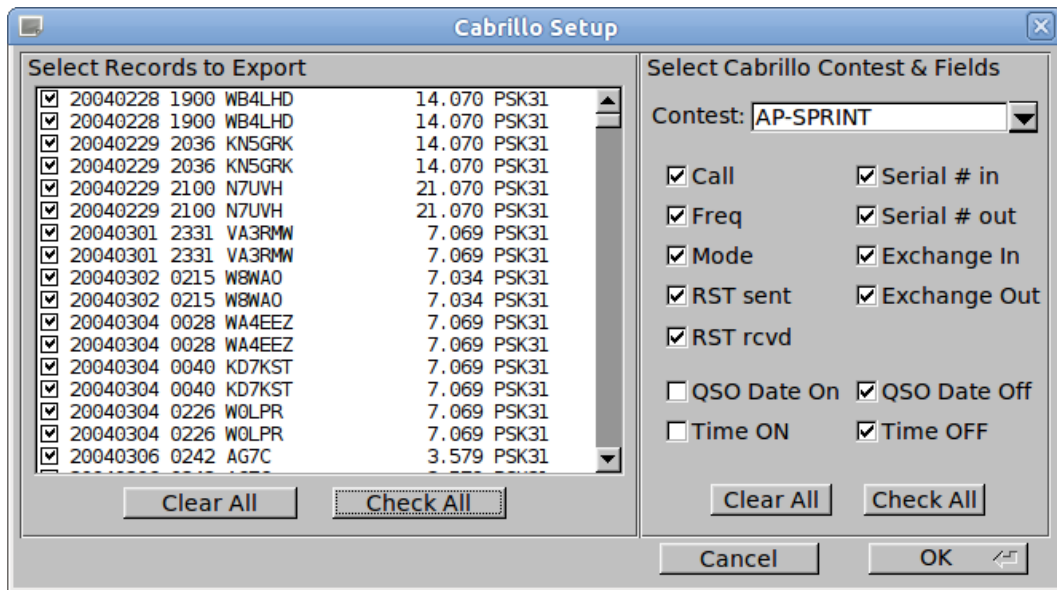 Cabrillo Setup
Select Records to Export
20040228 1900 WB4LHD 14.070 PSK31
20040228 1900 WB4LHD 14.070 PSK31
20040229 2036 KN5GRK 14.070 PSK31
20040229 2036 KN5GRK 14.070 PSK31
20040229 2100 N7UVH 21.070 PSK31
20040229 2100 N7UVH 21.070 PSK31
20040301 2331 VA3RMW 7.069 PSK31
20040301 2331 VA3RMW 7.069 PSK31
20040302 0215 W8WAO 7.034 PSK31
20040302 0215 W8WAO 7.034 PSK31
20040304 0028 WA4EEZ 7.069 PSK31
20040304 0028 WA4EEZ 7.069 PSK31
20040304 0040 KD7KST 7.069 PSK31
20040304 0040 KD7KST 7.069 PSK31
20040304 0226 W0LPR 7.069 PSK31
20040304 0226 W0LPR 7.069 PSK31
20040306 0242 AG7C 3.579 PSK31
Clear All Check All
Select Cabrillo Contest & Fields
Contest: AP-SPRINT
Call Serial # in
Freq Serial # out
Mode Exchange In
RST sent Exchange Out
RST rcvd
QSO Date On QSO Date Off
Time ON Time OFF
Clear All Check All
Cancel OK